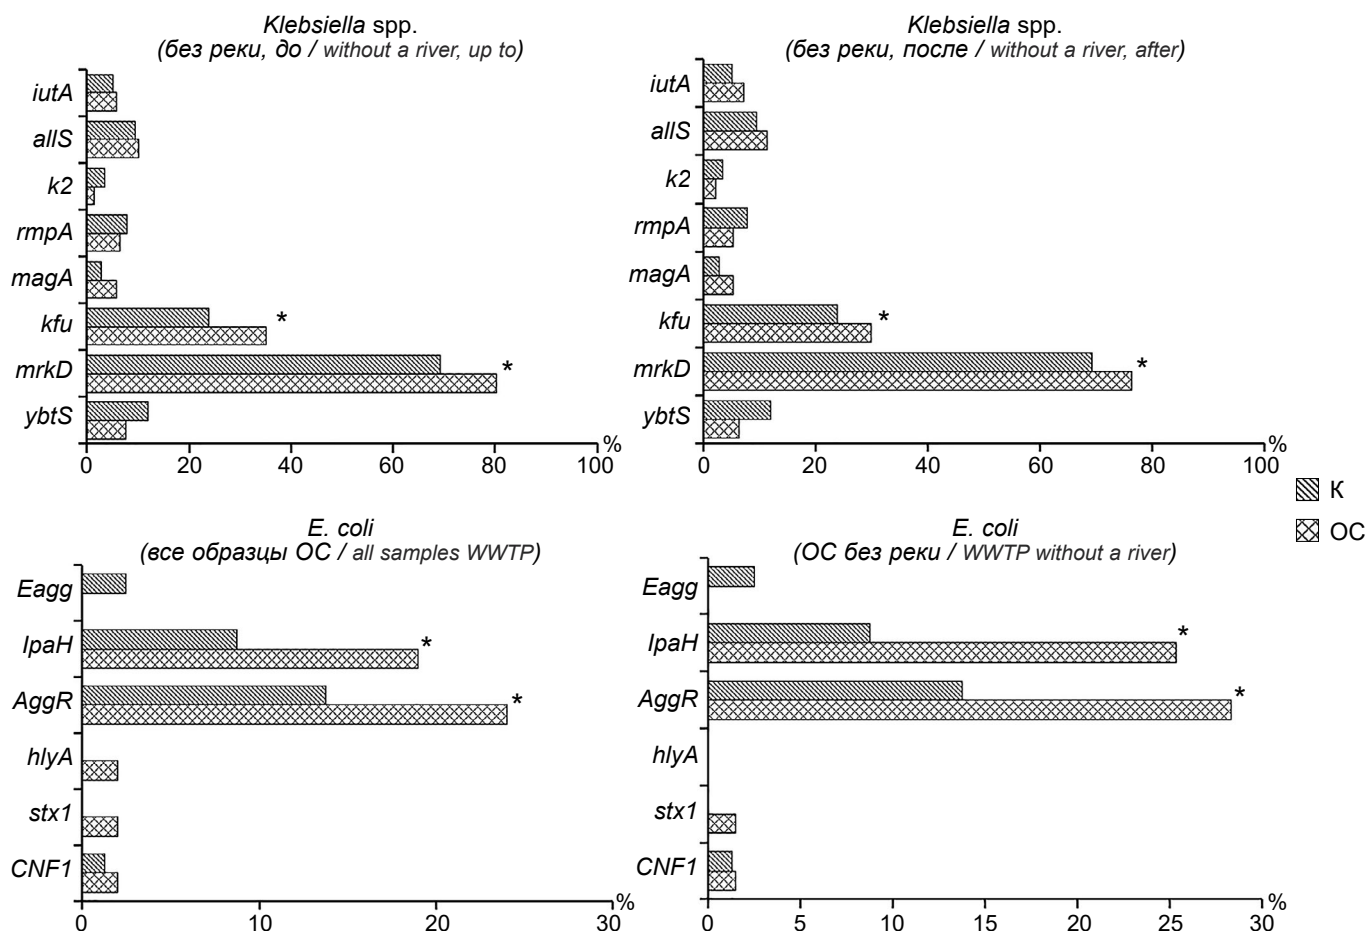 Klebsiella spp.
(без реки, до / without a river, up to)
iutA
allS
k2
rmpA
magA
kfu
*
mrkD
*
ybtS
%
0 20 40 60 80 100
Klebsiella spp.
(без реки, после / without a river, after)
iutA
allS
k2
rmpA
magA
kfu
*
mrkD
*
ybtS
%
0 20 40 60 80 100
К
ОС
E. coli
(все образцы ОС / all samples WWTP)
Eagg
IpaH
*
AggR
*
hlyA
stx1
CNF1
%
0 10 20 30
E. coli
(ОС без реки / WWTP without a river)
Eagg
IpaH
*
AggR
*
hlyA
stx1
CNF1
%
0 5 10 15 20 25 30